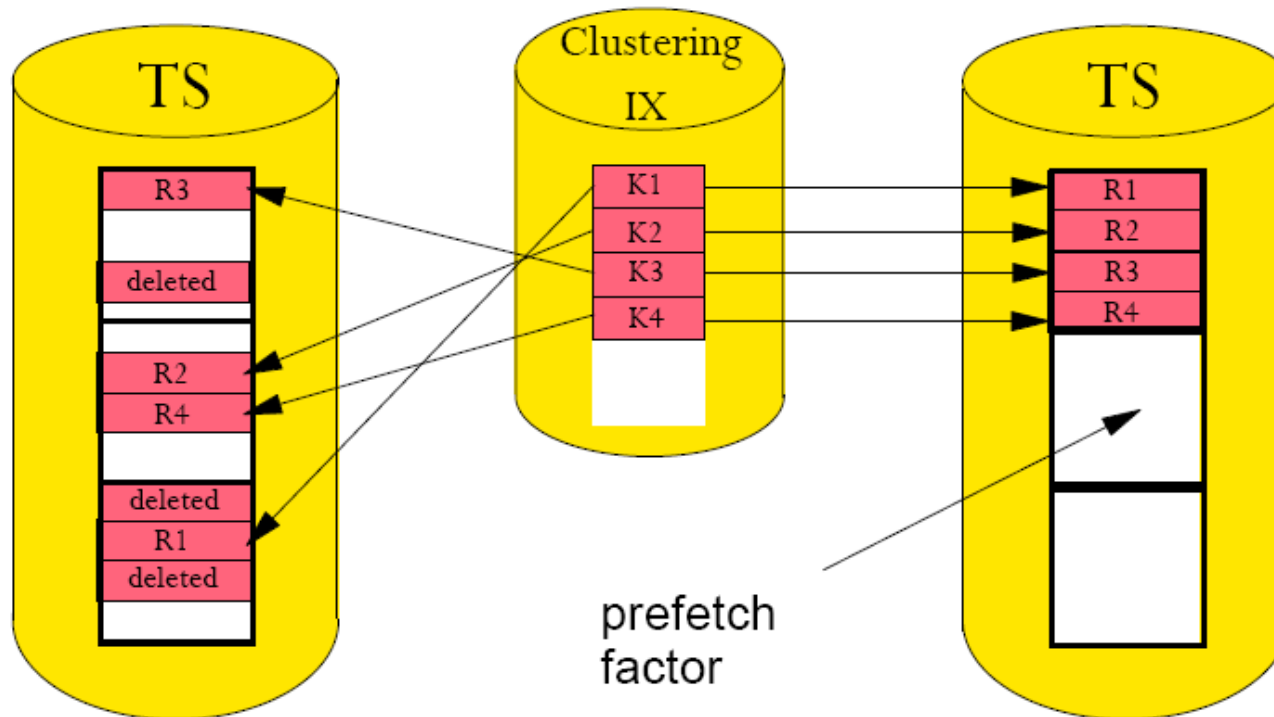 TS
R3
deleted
R2
R4
deleted
R1
deleted
Clustering
IX
K1
K2
K3
K4
TS
R1
R2
R3
R4
prefetch
factor